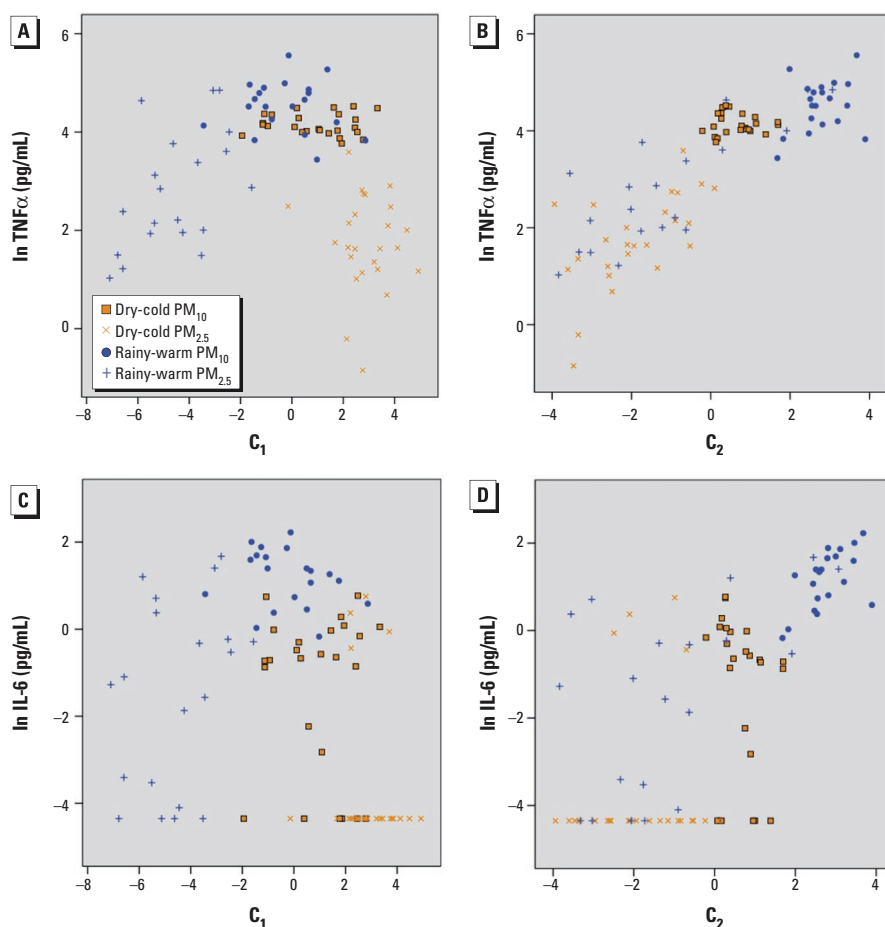 A
B
6
4
2
0
ln TNFα (pg/mL)
Dry-cold PM10
Dry-cold PM2.5
Rainy-warm PM10
Rainy-warm PM2.5
−8 −6 −4 −2 0 2 4
C1
6
4
2
0
ln TNFα (pg/mL)
−4 −2 0 2 4
C2
C
D
2
0
−2
−4
ln IL-6 (pg/mL)
−8 −6 −4 −2 0 2 4
C1
2
0
−2
−4
ln IL-6 (pg/mL)
−4 −2 0 2 4
C2